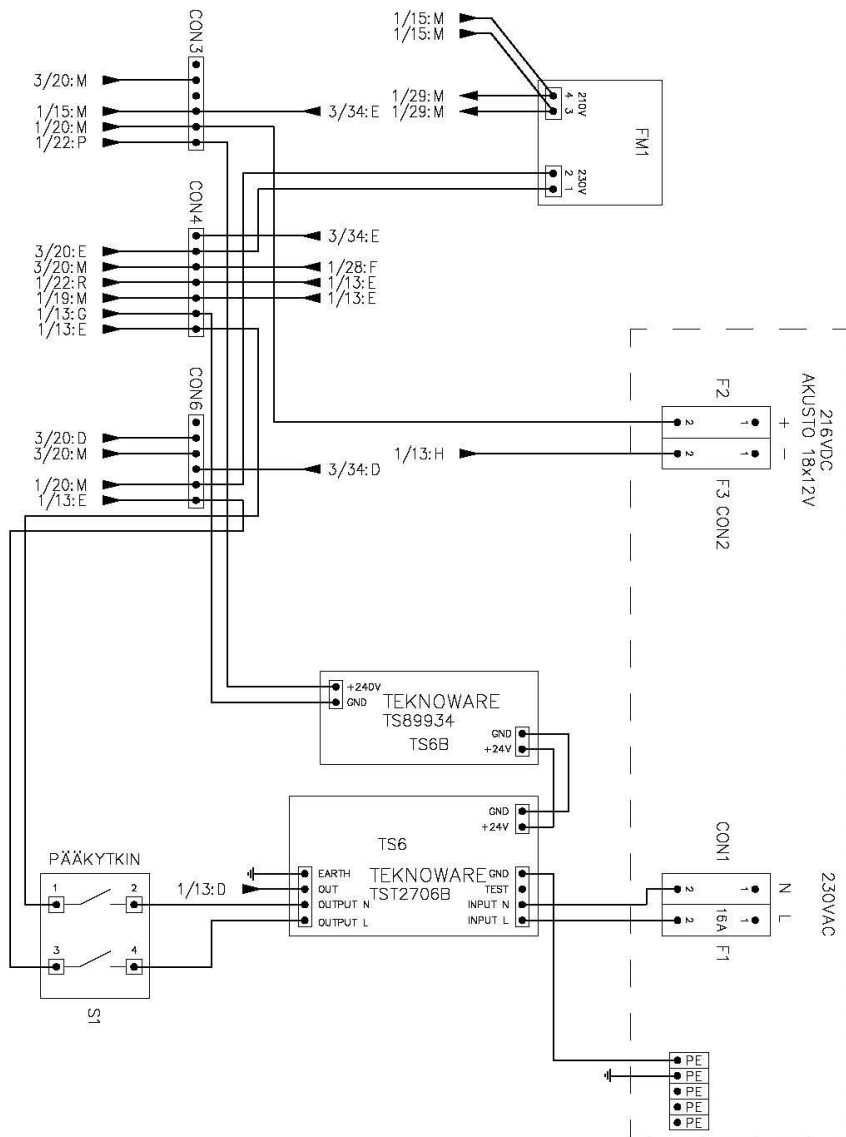 1/15:M
1/15:M
CON3
3/20:M
1/15:M
1/20:M
1/22:P
3/34:E
1/29:M
1/29:M
4
3
210V
2
1
230V
FM1
CON4
3/34:E
3/20:E
3/20:M
1/22:R
1/19:M
1/13:G
1/13:E
1/28:F
1/13:E
1/13:E
CON6
3/20:D
3/20:M
1/20:M
1/13:E
3/34:D
1/13:H
F2
2
1
+
2
1
-
F3 CON2
216VDC
AKUSTO 18x12V
+240V
GND
TEKNOWARE
TS89934
TS6B
GND
+24V
GND
+24V
TS6
EARTH
OUT
OUTPUT N
OUTPUT L
TEKNOWARE
TST2706B
GND
TEST
INPUT N
INPUT L
PÄÄKYTKIN
1
2
3
4
S1
1/13:D
CON1
2
1
N
2
16A
1
L
F1
230VAC
PE
PE
PE
PE
PE